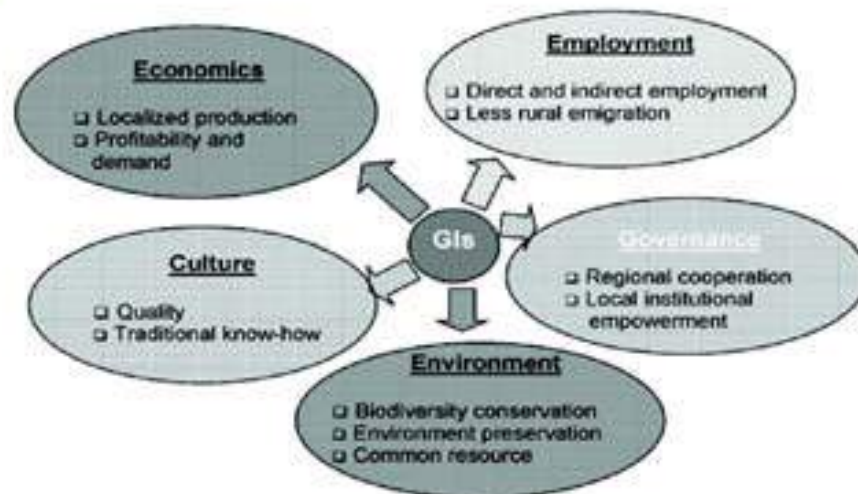 Economics
❑ Localized production
❑ Profitability and
demand
Employment
❑ Direct and indirect employment
❑ Less rural emigration
GIs
Culture
❑ Quality
❑ Traditional know-how
Governance
❑ Regional cooperation
❑ Local institutional
empowerment
Environment
❑ Biodiversity conservation
❑ Environment preservation
❑ Common resource